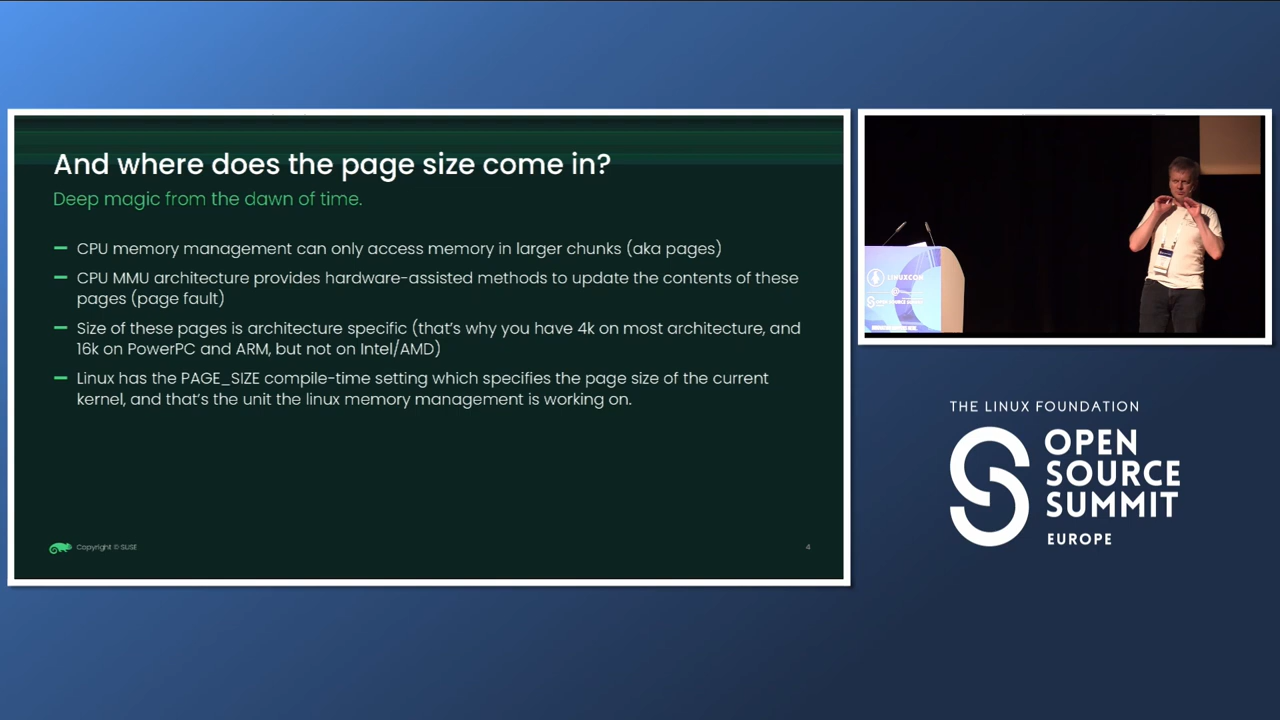 And where does the page size come in?
Deep magic from the dawn of time.
CPU memory management can only access memory in larger chunks (aka pages)
CPU MMU architecture provides hardware-assisted methods to update the contents of these
pages (page fault)
Size of these pages is architecture specific (that's why you have 4k on most architecture, and
16k on PowerPC and ARM, but not on Intel/AMD)
Linux has the PAGE_SIZE compile-time setting which specifies the page size of the current
kernel, and that's the unit the linux memory management is working on.
Copyright © SUSE
4
LINUXCON
THE LINUX FOUNDATION
OPEN
SOURCE
SUMMIT
EUROPE